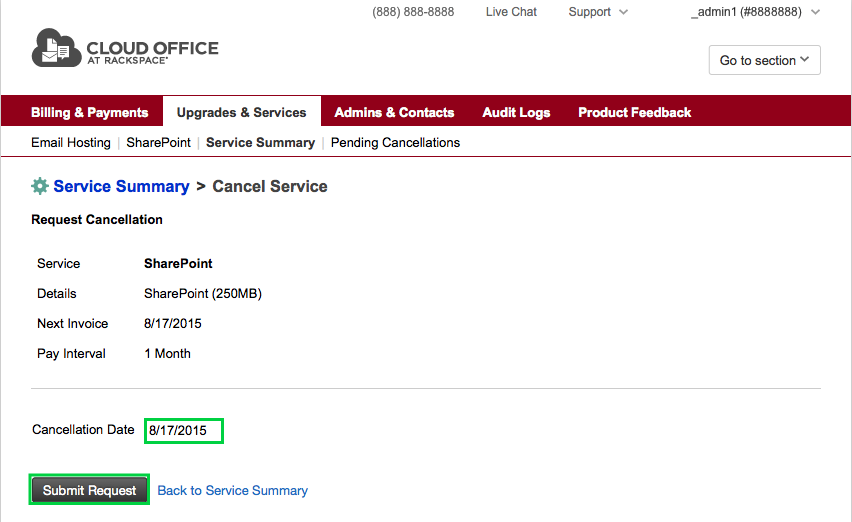 (888) 888-8888 Live Chat Support _admin1 (#8888888)
CLOUD OFFICE
AT RACKSPACE®
Go to section
Billing & Payments Upgrades & Services Admins & Contacts Audit Logs Product Feedback
Email Hosting | SharePoint | Service Summary | Pending Cancellations
Service Summary > Cancel Service
Request Cancellation
Service SharePoint
Details SharePoint (250MB)
Next Invoice 8/17/2015
Pay Interval 1 Month
Cancellation Date 8/17/2015
Submit Request Back to Service Summary